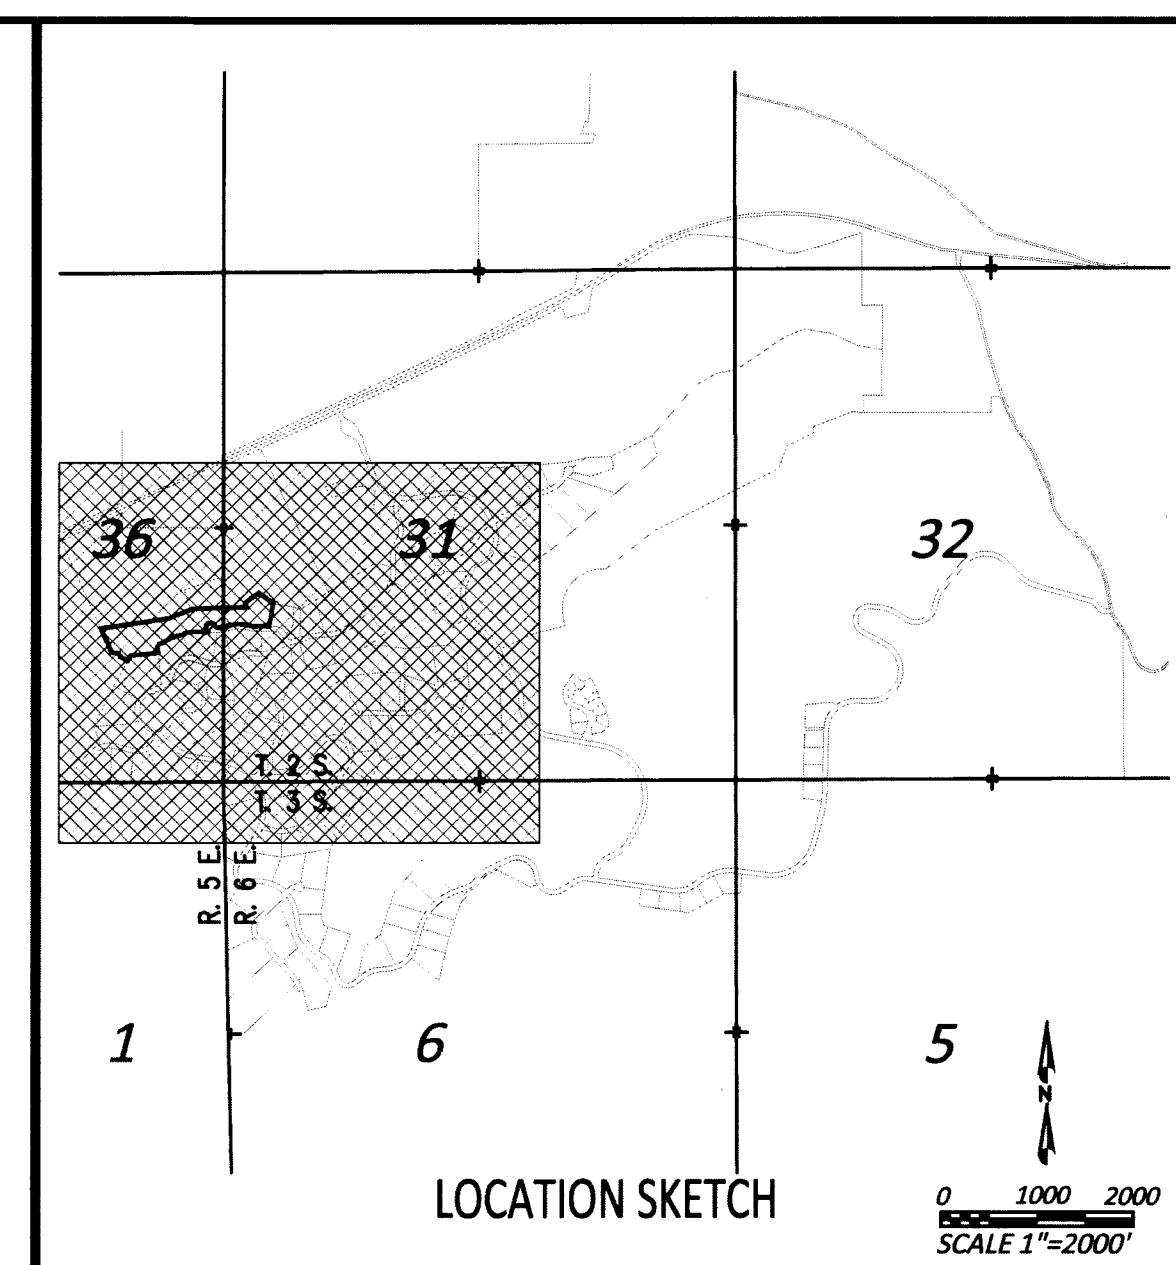 36 31 32
T. 2 S.
T. 3 S.
R. 5 E.
R. 6 E.
1 6 5
N
LOCATION SKETCH
0 1000 2000
SCALE 1"=2000'